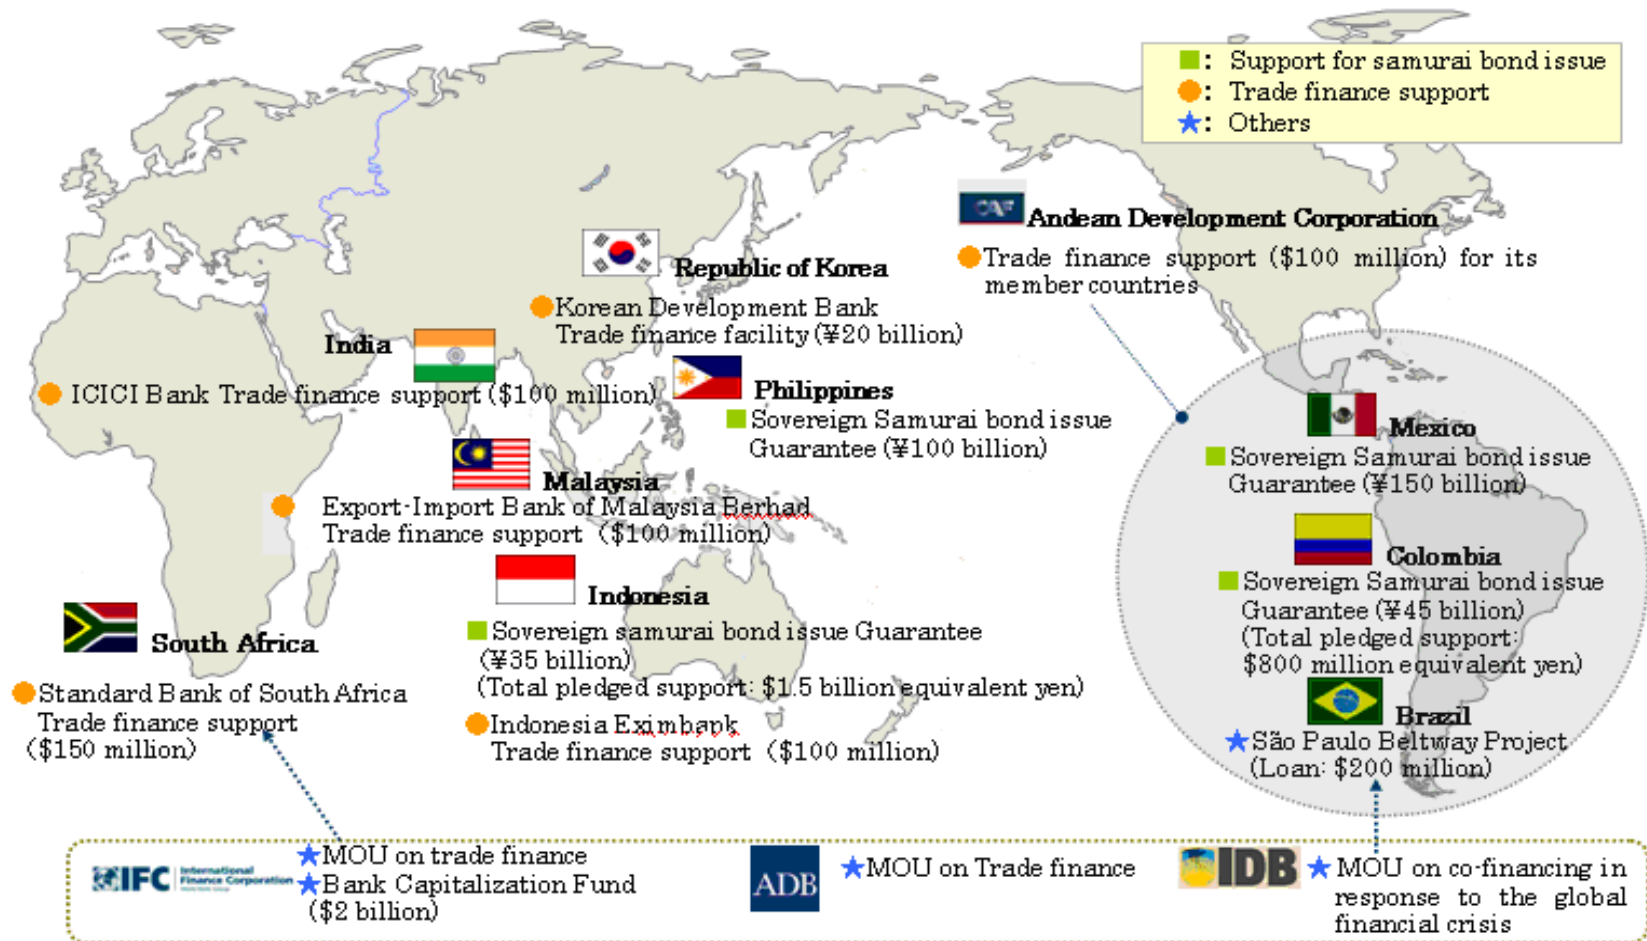 ■: Support for samurai bond issue
●: Trade finance support
★: Others
CAF
Andean Development Corporation
●Trade finance support ($100 million) for its
member countries
Republic of Korea
●Korean Development Bank
Trade finance facility (¥20 billion)
India
● ICICI Bank Trade finance support ($100 million)
Philippines
■Sovereign Samurai bond issue
Guarantee (¥100 billion)
Malaysia
● Export-Import Bank of Malaysia Berhad
Trade finance support ($100 million)
Indonesia
■Sovereign samurai bond issue Guarantee
(¥35 billion)
(Total pledged support: $1.5 billion equivalent yen)
●Indonesia Eximbank
Trade finance support ($100 million)
South Africa
●Standard Bank of South Africa
Trade finance support
($150 million)
Mexico
■Sovereign Samurai bond issue
Guarantee (¥150 billion)
Colombia
■Sovereign Samurai bond issue
Guarantee (¥45 billion)
(Total pledged support:
$800 million equivalent yen)
Brazil
★São Paulo Beltway Project
(Loan: $200 million)
IFC International
Finance Corporation
★MOU on trade finance
★Bank Capitalization Fund
($2 billion)
ADB
★MOU on Trade finance
IDB
★MOU on co-financing in
response to the global
financial crisis